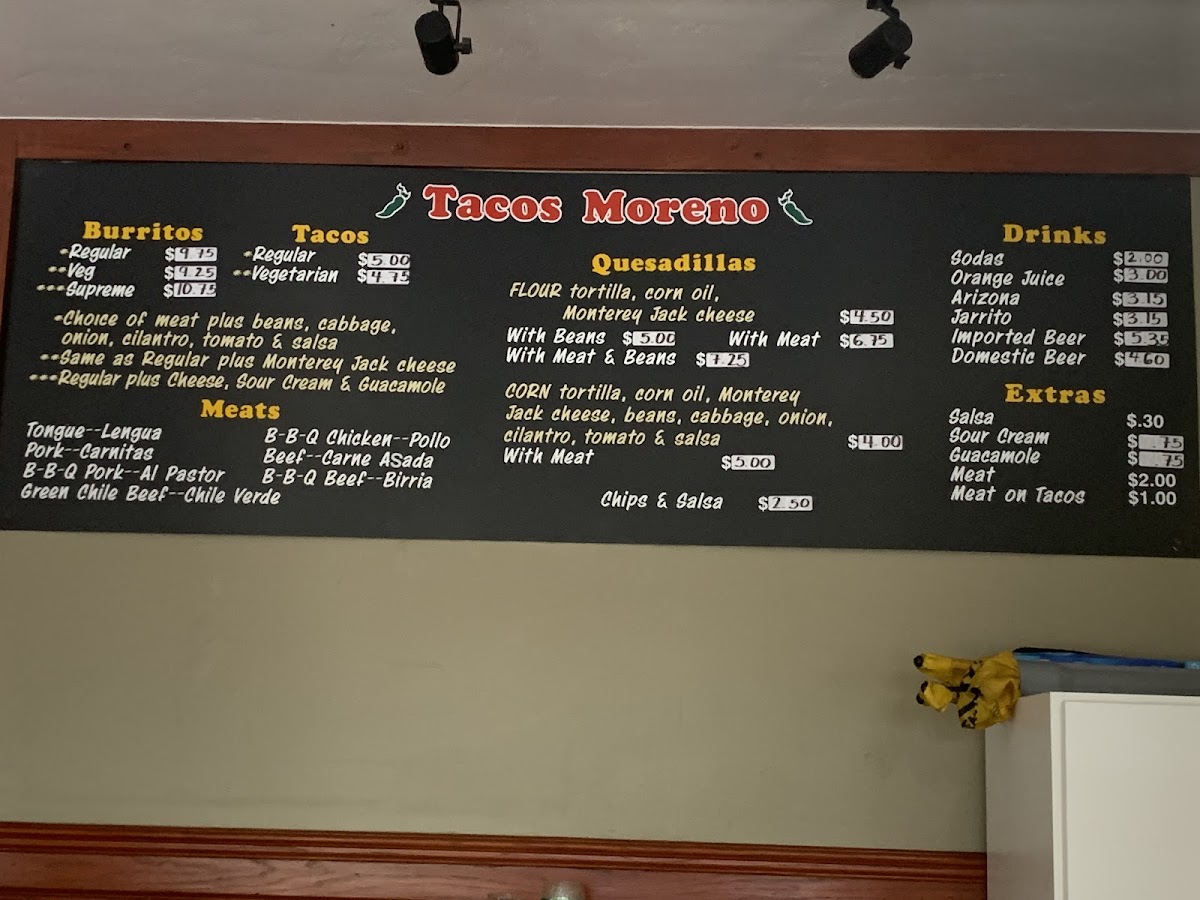 Tacos Moreno
Burritos
*Regular $9.75
**Veg $9.25
***Supreme $10.75
Tacos
*Regular $5.00
**Vegetarian $4.75
*Choice of meat plus beans, cabbage,
onion, cilantro, tomato & salsa
**Same as Regular plus Monterey Jack cheese
***Regular plus Cheese, Sour Cream & Guacamole
Meats
Tongue--Lengua
Pork--Carnitas
B-B-Q Pork--Al Pastor
Green Chile Beef--Chile Verde
B-B-Q Chicken--Pollo
Beef--Carne ASada
B-B-Q Beef--Birria
Quesadillas
FLOUR tortilla, corn oil,
Monterey Jack cheese $4.50
With Beans $5.00 With Meat $6.75
With Meat & Beans $7.25
CORN tortilla, corn oil, Monterey
Jack cheese, beans, cabbage, onion,
cilantro, tomato & salsa $4.00
With Meat $5.00
Chips & Salsa $2.50
Drinks
Sodas $2.00
Orange Juice $3.00
Arizona $3.15
Jarrito $3.15
Imported Beer $5.35
Domestic Beer $4.60
Extras
Salsa $.30
Sour Cream $.75
Guacamole $.75
Meat $2.00
Meat on Tacos $1.00